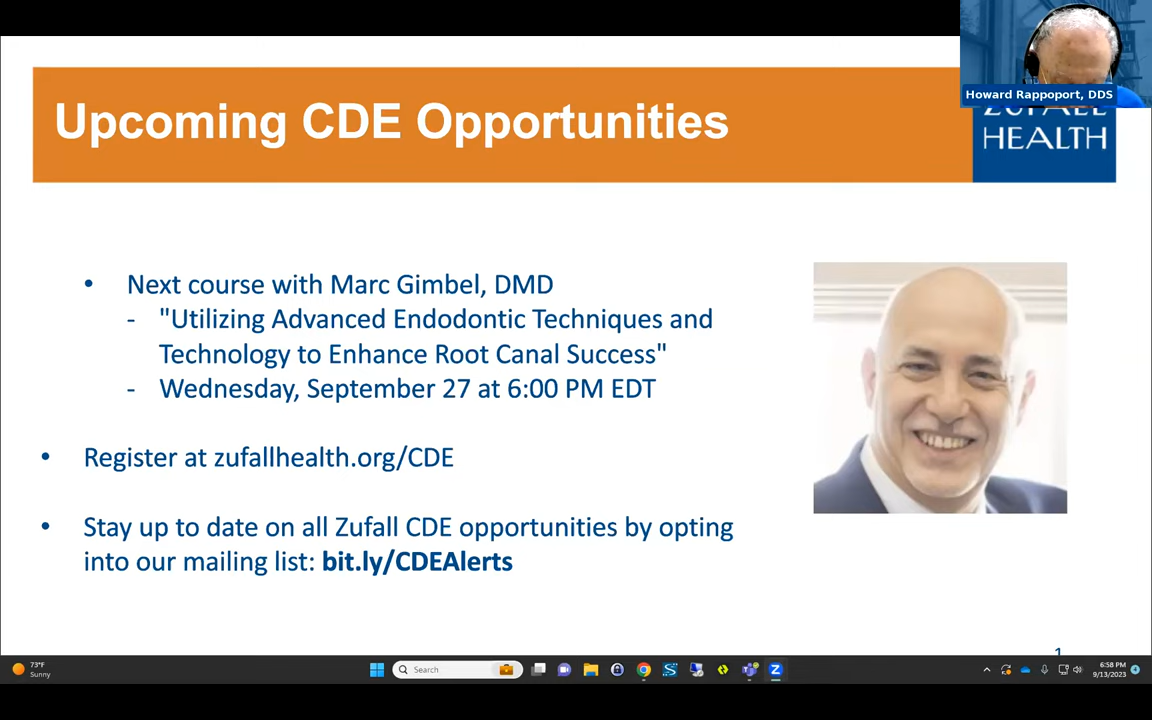 Howard Rappoport, DDS
Upcoming CDE Opportunities
ZUFALL
HEALTH
• Next course with Marc Gimbel, DMD
- "Utilizing Advanced Endodontic Techniques and
Technology to Enhance Root Canal Success"
- Wednesday, September 27 at 6:00 PM EDT
• Register at zufallhealth.org/CDE
• Stay up to date on all Zufall CDE opportunities by opting
into our mailing list: bit.ly/CDEAlerts
1
73°F
Sunny
Search
6:58 PM
9/13/2023